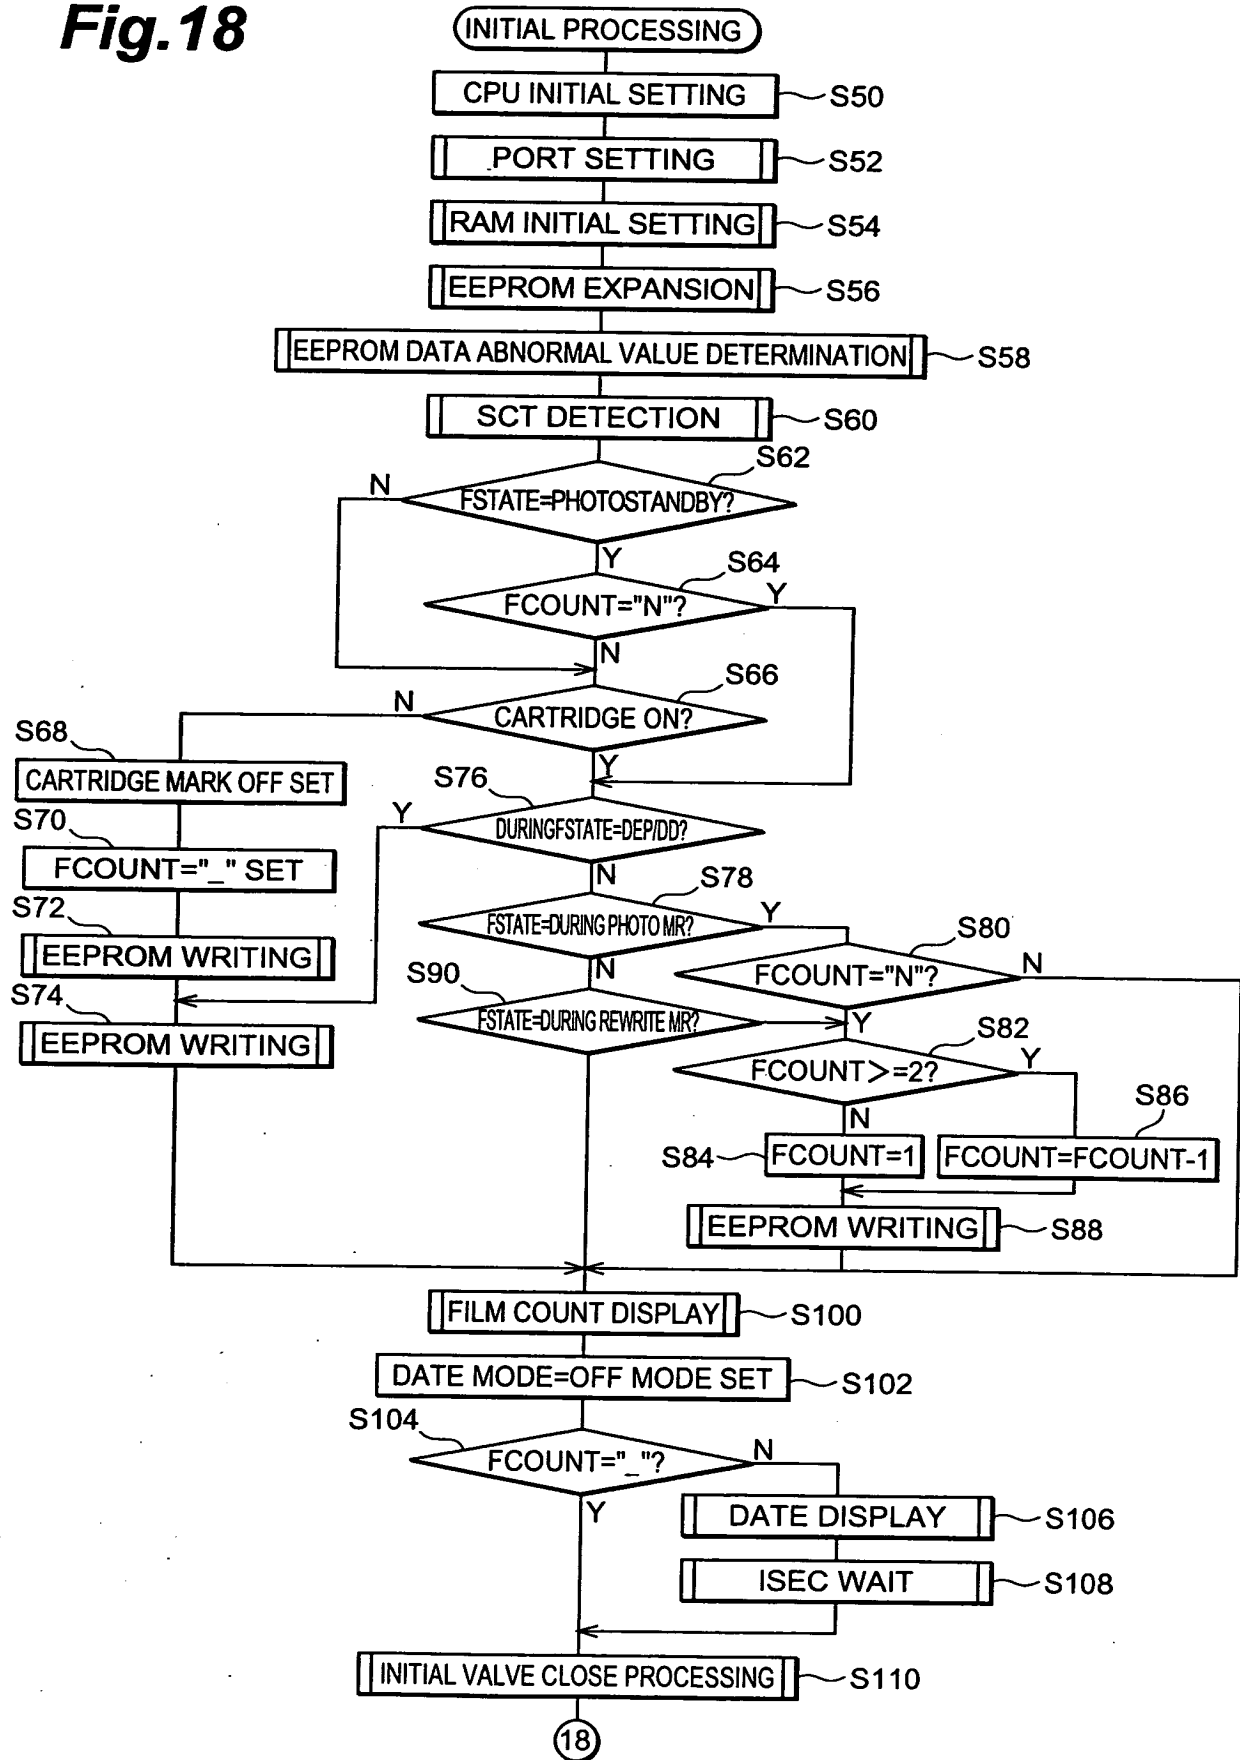 Fig.18
INITIAL PROCESSING
CPU INITIAL SETTING
S50
PORT SETTING
S52
RAM INITIAL SETTING
S54
EEPROM EXPANSION
S56
EEPROM DATA ABNORMAL VALUE DETERMINATION
S58
SCT DETECTION
S60
S62
N
FSTATE=PHOTOSTANDBY?
Y
S64
FCOUNT="N"?
Y
N
S66
N
CARTRIDGE ON?
Y
S68
CARTRIDGE MARK OFF SET
S76
Y
DURINGFSTATE=DEP/DD?
N
S70
FCOUNT="_" SET
S78
FSTATE=DURING PHOTO MR?
Y
N
S72
EEPROM WRITING
S80
FCOUNT="N"?
N
Y
S90
FSTATE=DURING REWRITE MR?
S74
EEPROM WRITING
S82
FCOUNT>=2?
Y
N
S86
S84
FCOUNT=1
FCOUNT=FCOUNT-1
EEPROM WRITING
S88
FILM COUNT DISPLAY
S100
DATE MODE=OFF MODE SET
S102
S104
FCOUNT="_"?
N
Y
DATE DISPLAY
S106
ISEC WAIT
S108
INITIAL VALVE CLOSE PROCESSING
S110
18